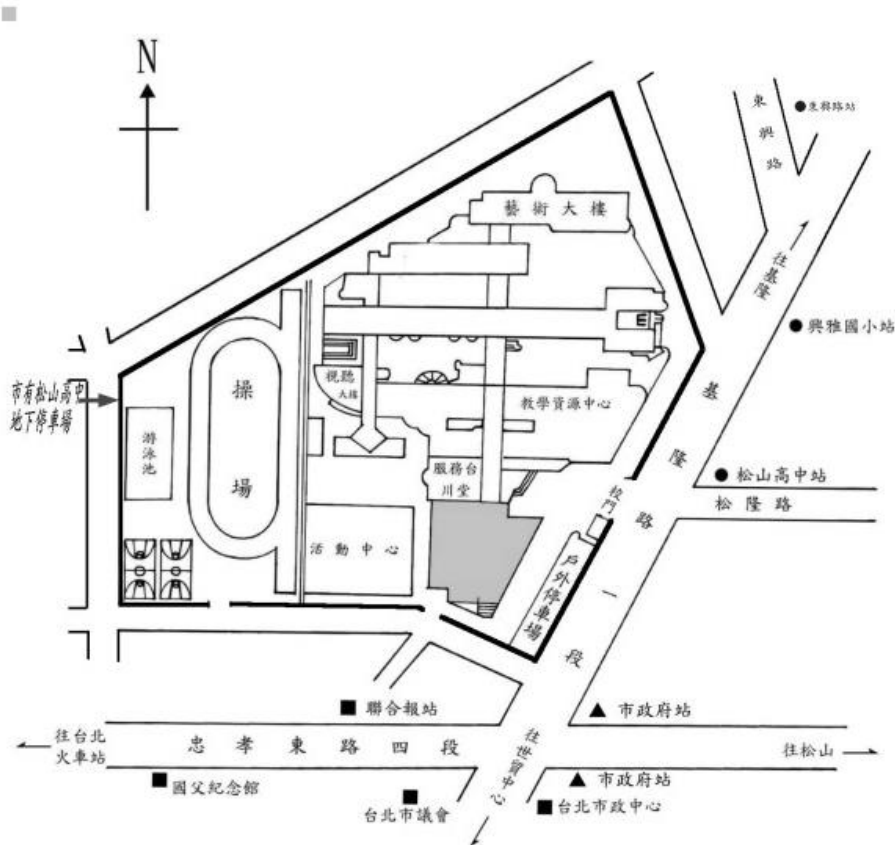 N
東興路
東興路站
藝術大樓
往基隆
興雅國小站
市有松山高中
地下停車場
操場
視聽
大樓
教學資源中心
游泳池
服務台
川堂
校門
基隆路一段
松山高中站
松隆路
活動中心
戶外停車場
聯合報站
市政府站
往台北
火車站
忠孝東路四段
往世貿中心
往松山
國父紀念館
市政府站
台北市議會
台北市政中心